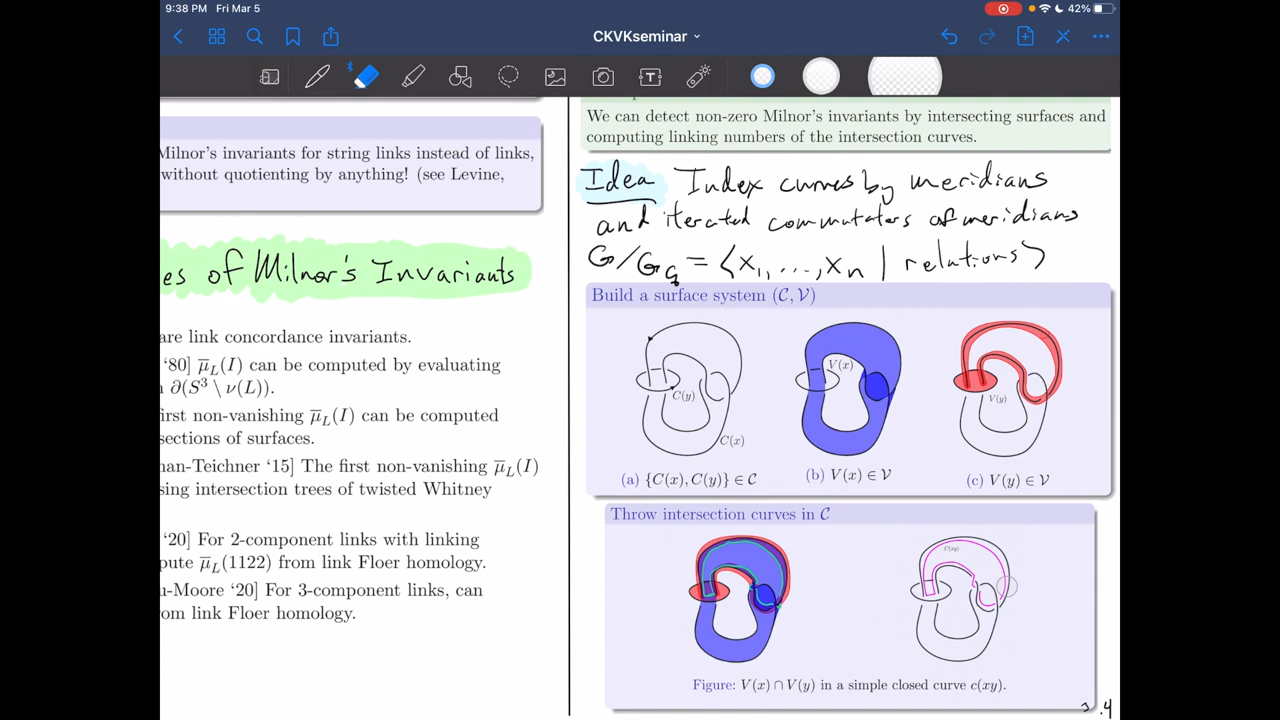 9:38 PM Fri Mar 5
42%
CKVKseminar
Milnor's invariants for string links instead of links,
without quotienting by anything! (see Levine,
es of Milnor's Invariants
are link concordance invariants.
'80] μ̅_L(I) can be computed by evaluating
∂(S³ \ ν(L)).
first non-vanishing μ̅_L(I) can be computed
sections of surfaces.
man-Teichner '15] The first non-vanishing μ̅_L(I)
sing intersection trees of twisted Whitney
'20] For 2-component links with linking
pute μ̅_L(1122) from link Floer homology.
u-Moore '20] For 3-component links, can
rom link Floer homology.
We can detect non-zero Milnor's invariants by intersecting surfaces and
computing linking numbers of the intersection curves.
Idea Index curves by meridians
and iterated commutators of meridians
G/G_q = ⟨x₁, ..., xₙ | relations⟩
Build a surface system (𝒞, 𝒱)
C(y)
C(x)
V(x)
V(y)
(a) {C(x), C(y)} ∈ 𝒞
(b) V(x) ∈ 𝒱
(c) V(y) ∈ 𝒱
Throw intersection curves in 𝒞
C(xy)
Figure: V(x) ∩ V(y) in a simple closed curve c(xy).